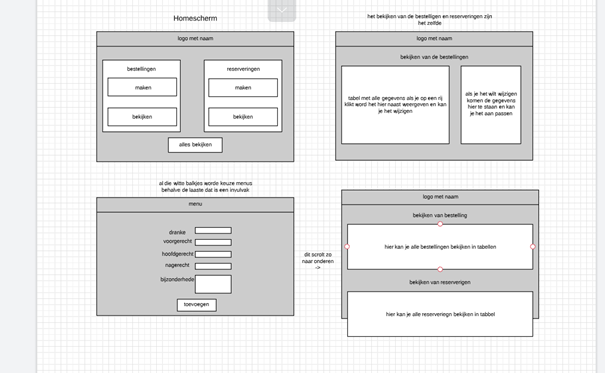 Homescherm
logo met naam
bestellingen
maken
bekijken
reserveringen
maken
bekijken
alles bekijken
het bekijken van de bestelligen en reserveringen zijn
het zelfde
logo met naam
bekijken van de bestellingen
tabel met alle gegevens als je op een rij
klikt word het hier naast weergeven en kan
je het wijzigen
als je het wilt wijzigen
komen de gegevens
hier te staan en kan
je het aan passen
al die witte balkjes worde keuze menus
behalve de laaste dat is een invulvak
menu
dranke
voorgerecht
hoofdgerecht
nagerecht
bijzonderhede
toevoegen
dit scrolt zo
naar onderen
->
logo met naam
bekijken van bestelling
hier kan je alle bestellingen bekijken in tabellen
bekijken van reserverigen
hier kan je alle reserveriegn bekijken in tabbel